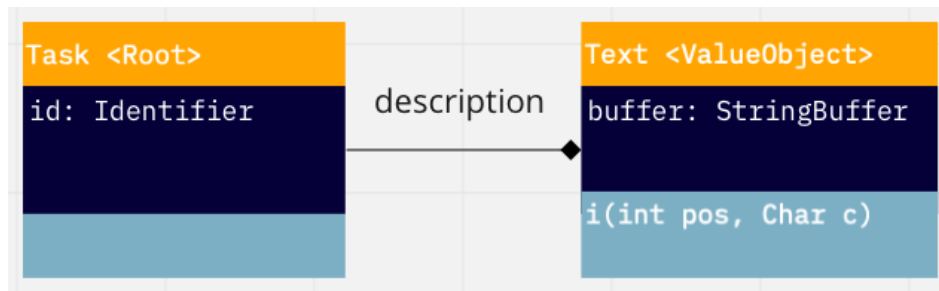 Task <Root>
id: Identifier
description
Text <ValueObject>
buffer: StringBuffer
i(int pos, Char c)